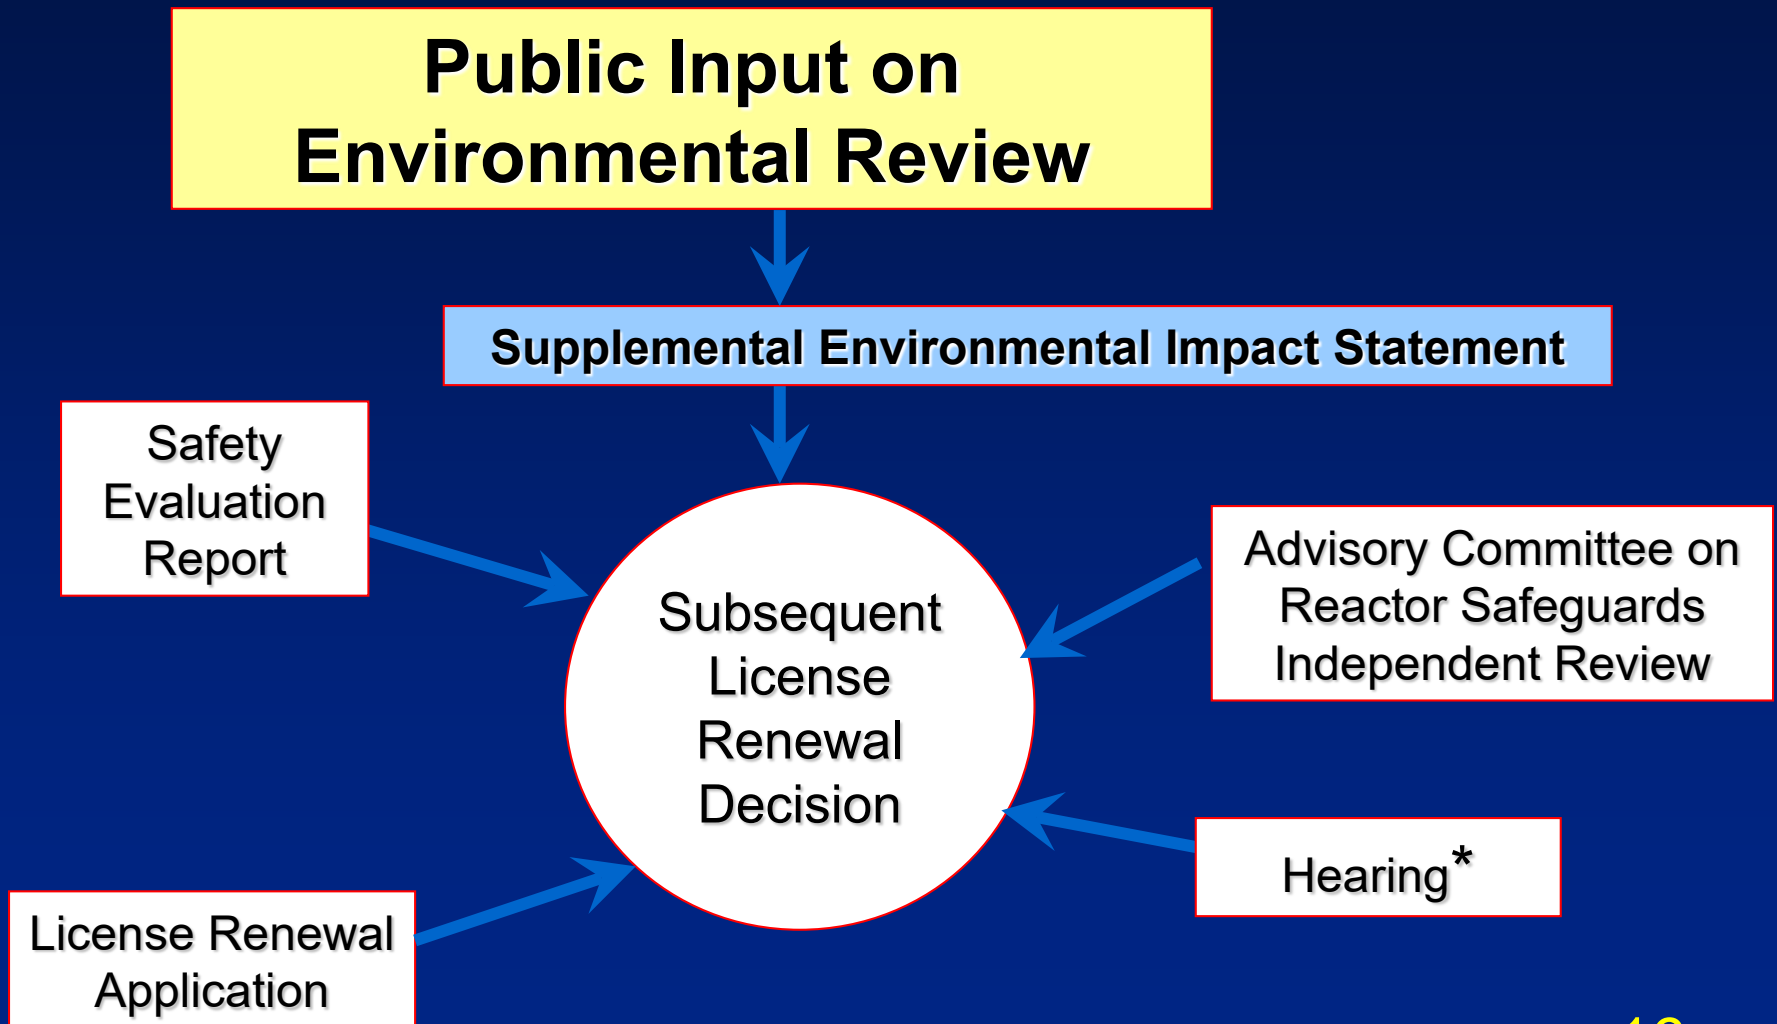 Public Input on
Environmental Review
Supplemental Environmental Impact Statement
Safety
Evaluation
Report
Subsequent
License
Renewal
Decision
Advisory Committee on
Reactor Safeguards
Independent Review
Hearing*
License Renewal
Application